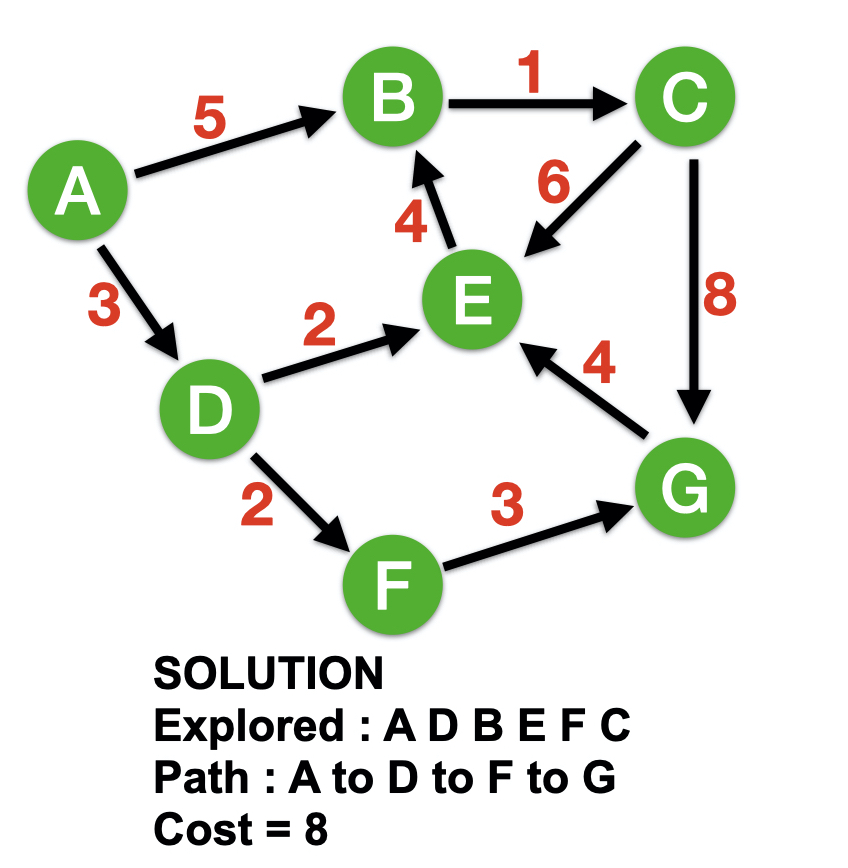 B
C
1
5
A
6
4
E
8
3
2
4
D
G
2
3
F
SOLUTION
Explored : A D B E F C
Path : A to D to F to G
Cost = 8